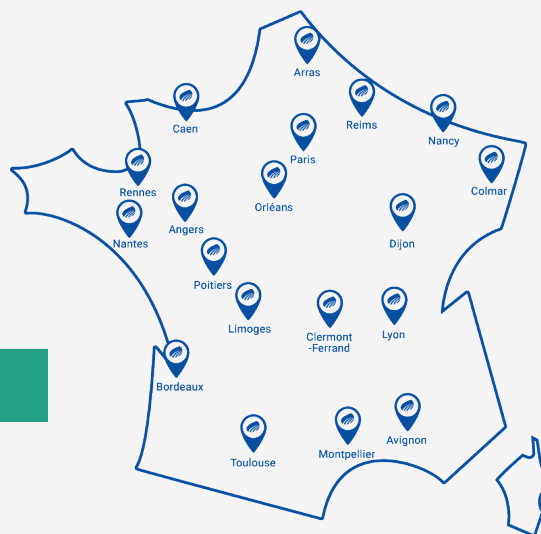 Arras
Caen
Reims
Nancy
Paris
Rennes
Colmar
Orléans
Angers
Nantes
Dijon
Poitiers
Limoges
Clermont
-Ferrand
Lyon
Bordeaux
Avignon
Montpellier
Toulouse